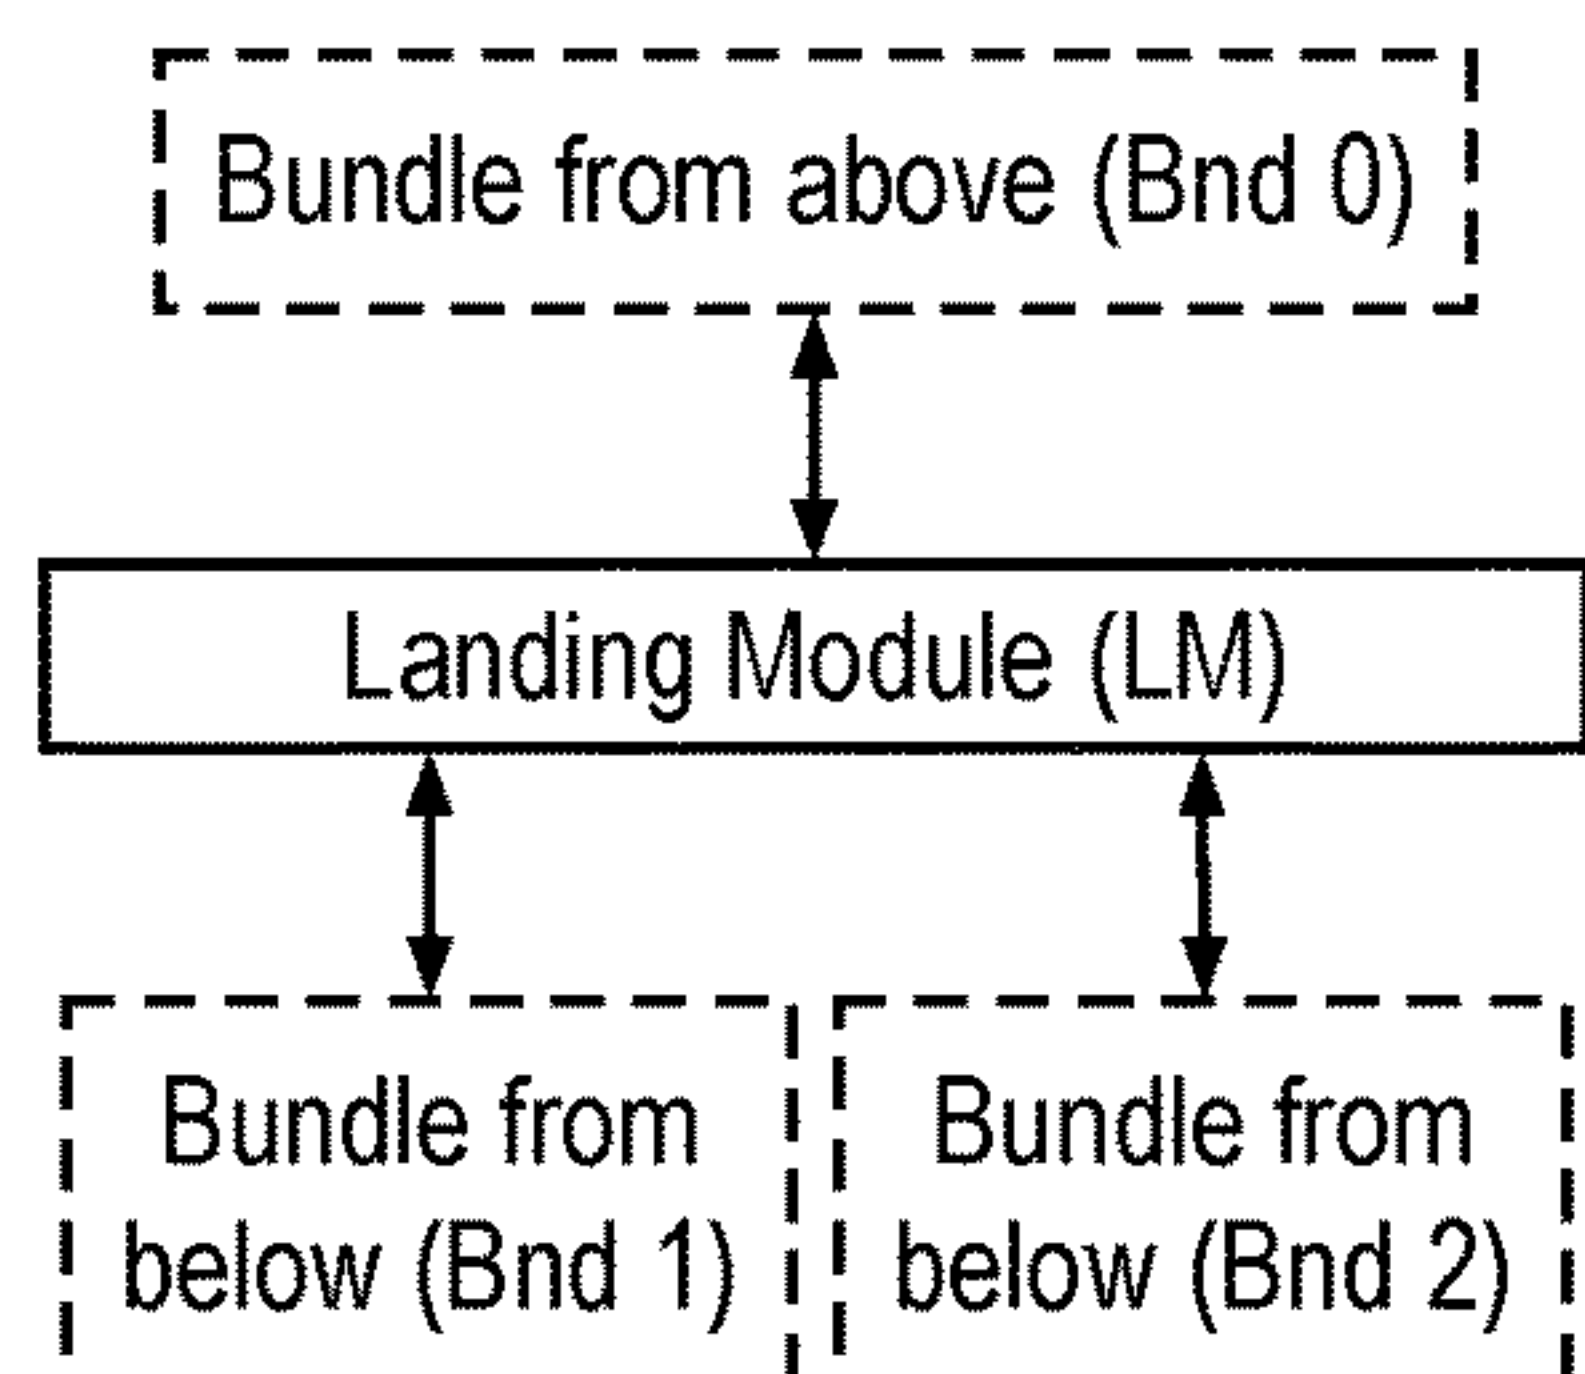 Bundle from above (Bnd 0)
Landing Module (LM)
Bundle from
below (Bnd 1)
Bundle from
below (Bnd 2)